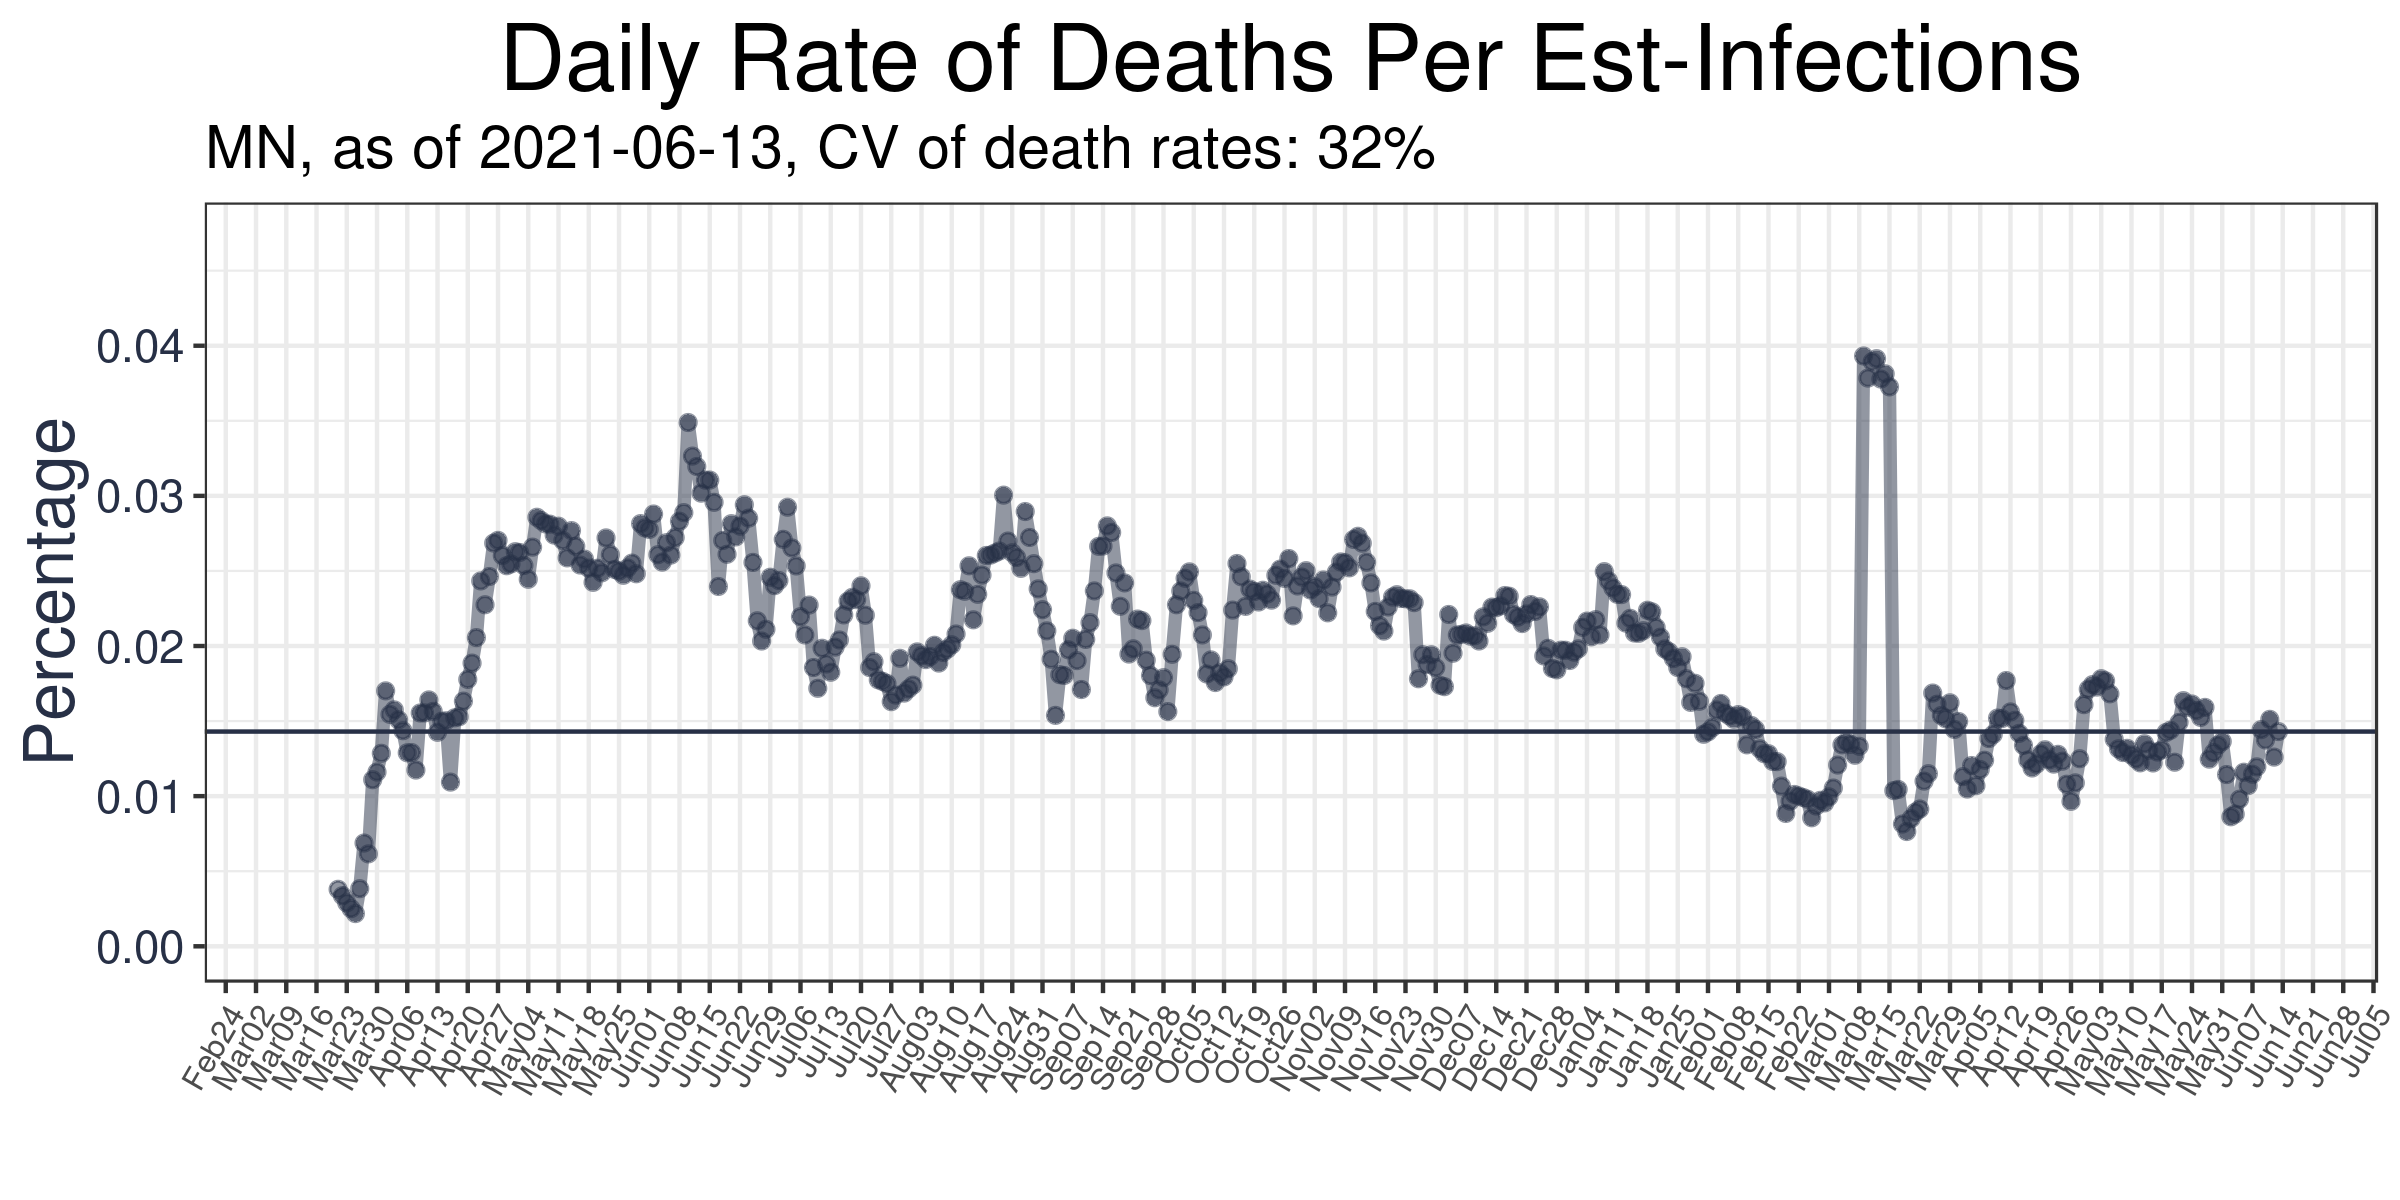 Daily Rate of Deaths Per Est-Infections
MN, as of 2021-06-13, CV of death rates: 32%
Percentage
0.04
0.03
0.02
0.01
0.00
Feb24
Mar02
Mar09
Mar16
Mar23
Mar30
Apr06
Apr13
Apr20
Apr27
May04
May11
May18
May25
Jun01
Jun08
Jun15
Jun22
Jun29
Jul06
Jul13
Jul20
Jul27
Aug03
Aug10
Aug17
Aug24
Aug31
Sep07
Sep14
Sep21
Sep28
Oct05
Oct12
Oct19
Oct26
Nov02
Nov09
Nov16
Nov23
Nov30
Dec07
Dec14
Dec21
Dec28
Jan04
Jan11
Jan18
Jan25
Feb01
Feb08
Feb15
Feb22
Mar01
Mar08
Mar15
Mar22
Mar29
Apr05
Apr12
Apr19
Apr26
May03
May10
May17
May24
May31
Jun07
Jun14
Jun21
Jun28
Jul05